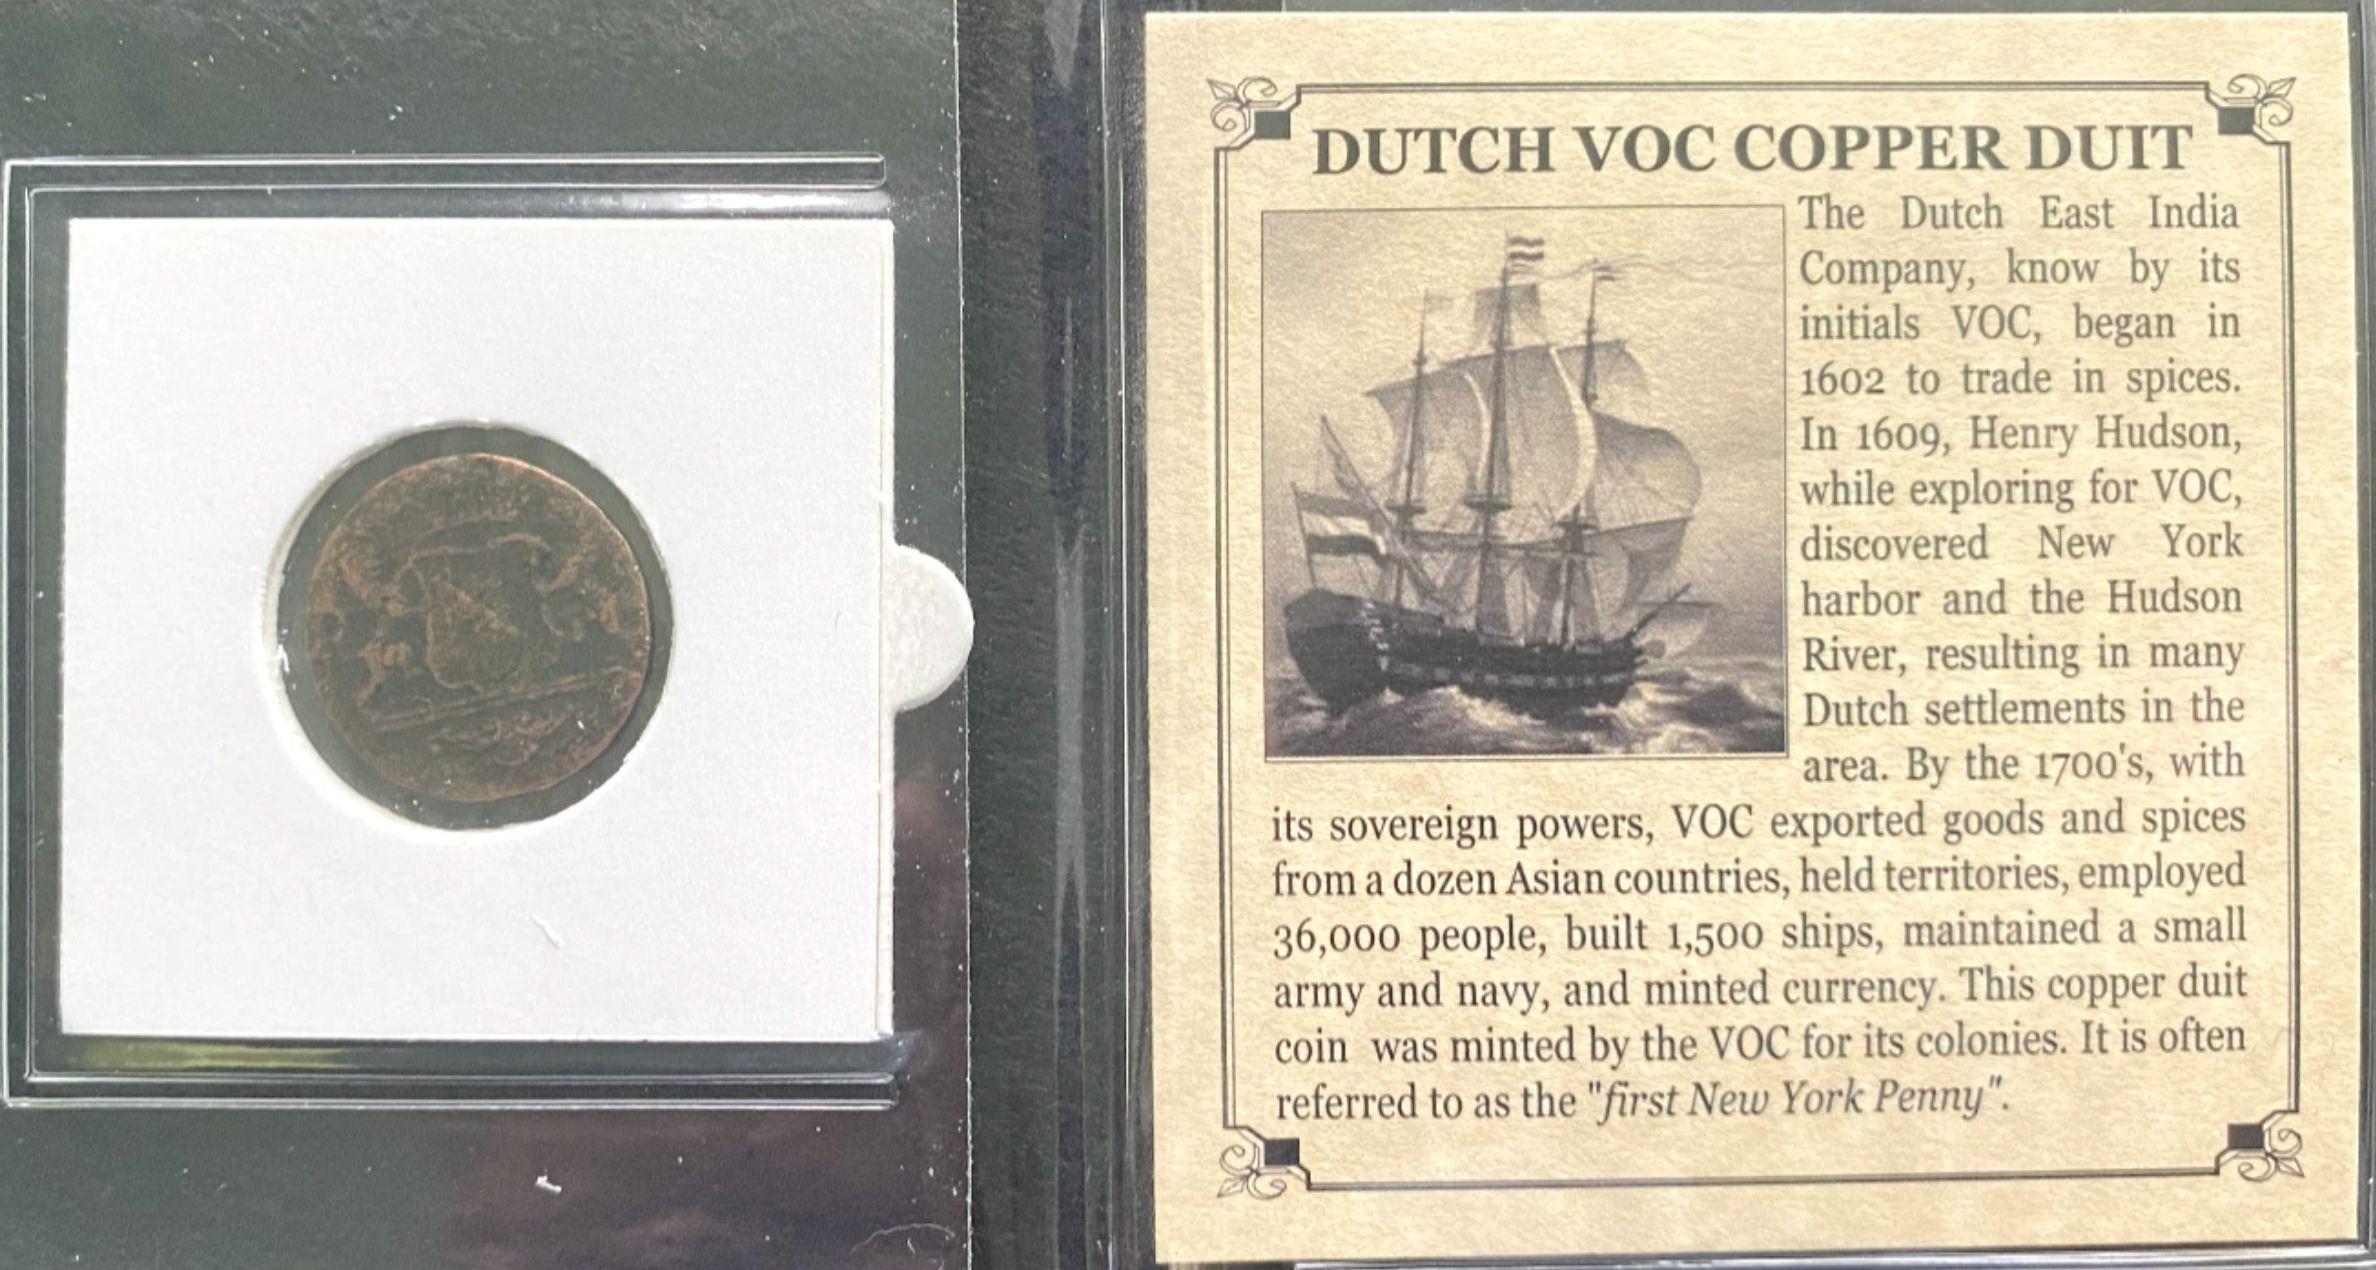 DUTCH VOC COPPER DUIT
The Dutch East India
Company, know by its
initials VOC, began in
1602 to trade in spices.
In 1609, Henry Hudson,
while exploring for VOC,
discovered New York
harbor and the Hudson
River, resulting in many
Dutch settlements in the
area. By the 1700's, with
its sovereign powers, VOC exported goods and spices
from a dozen Asian countries, held territories, employed
36,000 people, built 1,500 ships, maintained a small
army and navy, and minted currency. This copper duit
coin was minted by the VOC for its colonies. It is often
referred to as the "first New York Penny".